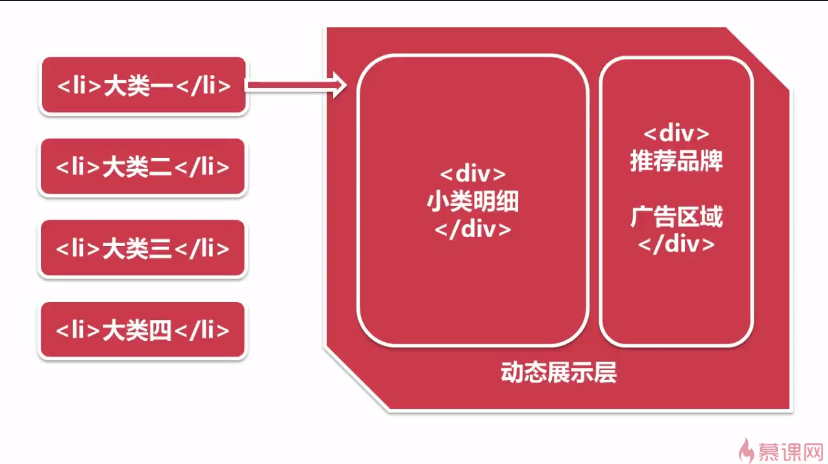 <li>大类一</li>
<li>大类二</li>
<li>大类三</li>
<li>大类四</li>
<div>
小类明细
</div>
<div>
推荐品牌
广告区域
</div>
动态展示层
慕课网